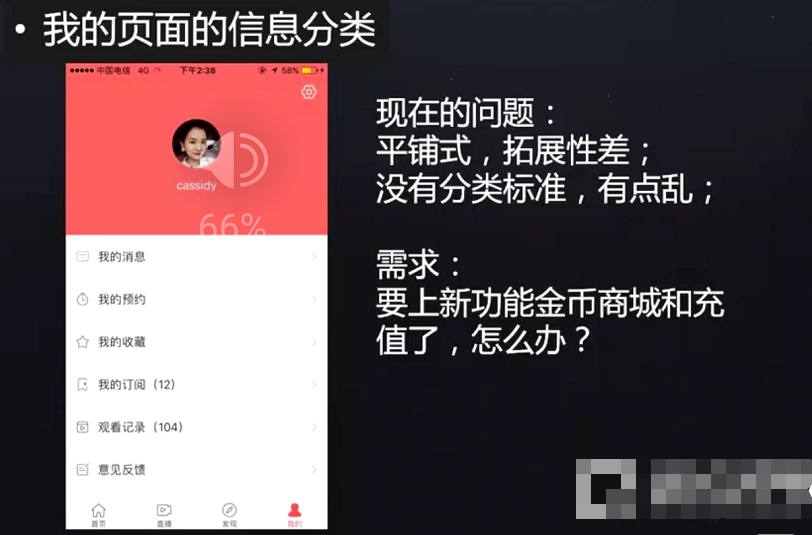 • 我的页面的信息分类
中国电信 4G 下午2:38 58%
cassidy
66%
我的消息
我的预约
我的收藏
我的订阅（12）
观看记录（104）
意见反馈
首页 直播 发现 我的
现在的问题：
平铺式，拓展性差；
没有分类标准，有点乱；
需求：
要上新功能金币商城和充
值了，怎么办？